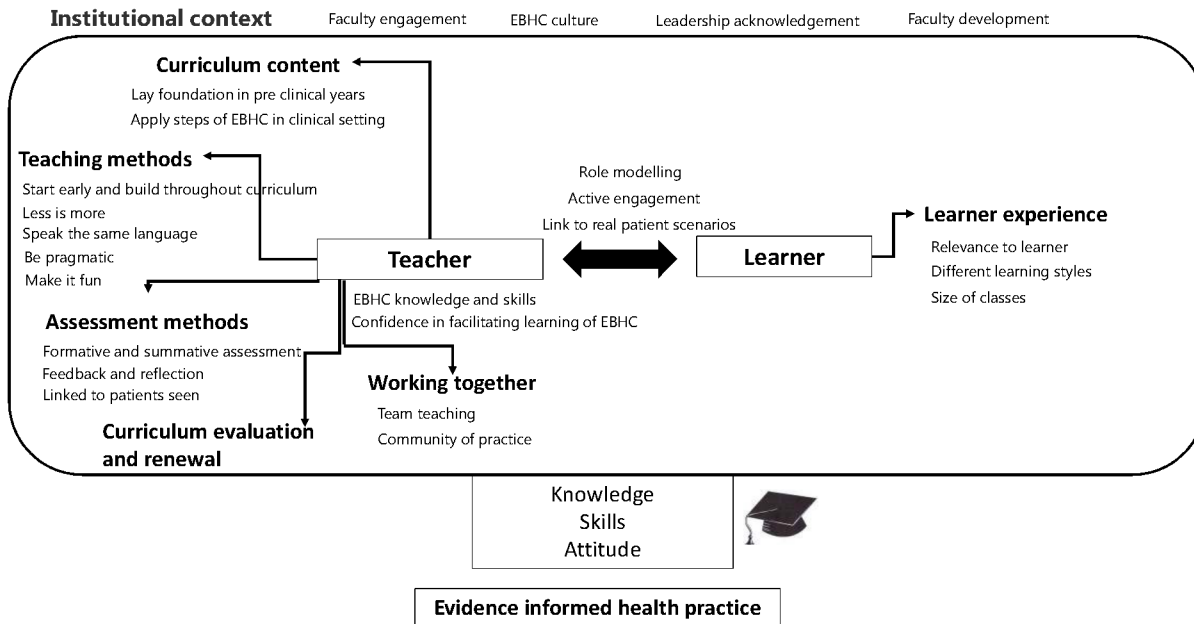 Institutional context
Faculty engagement
EBHC culture
Leadership acknowledgement
Faculty development
Curriculum content
Lay foundation in pre clinical years
Apply steps of EBHC in clinical setting
Teaching methods
Start early and build throughout curriculum
Less is more
Speak the same language
Be pragmatic
Make it fun
Role modelling
Active engagement
Link to real patient scenarios
Teacher
Learner
Learner experience
Relevance to learner
Different learning styles
Size of classes
EBHC knowledge and skills
Confidence in facilitating learning of EBHC
Assessment methods
Formative and summative assessment
Feedback and reflection
Linked to patients seen
Working together
Team teaching
Community of practice
Curriculum evaluation
and renewal
Knowledge
Skills
Attitude
Evidence informed health practice